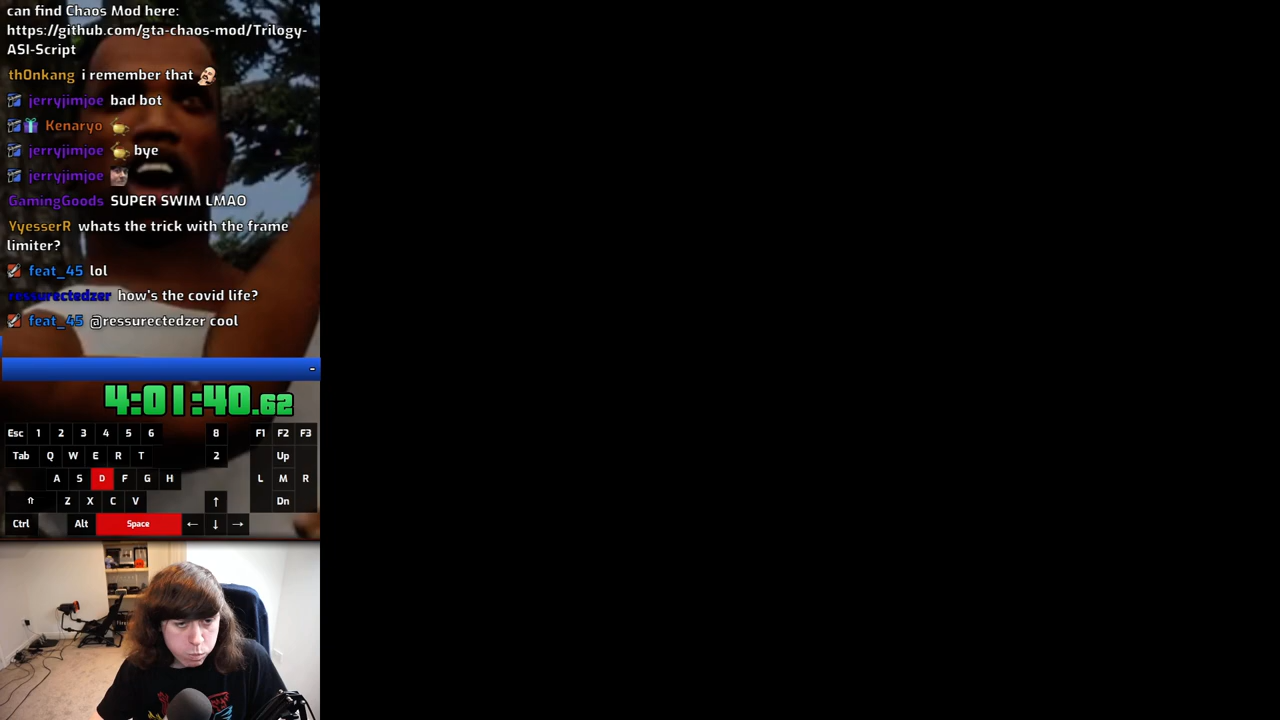 can find Chaos Mod here:
https://github.com/gta-chaos-mod/Trilogy-
ASI-Script
th0nkang i remember that
jerryjimjoe bad bot
Kenaryo
jerryjimjoe bye
jerryjimjoe
GamingGoods SUPER SWIM LMAO
YyesserR whats the trick with the frame
limiter?
feat_45 lol
ressurectedzer how's the covid life?
feat_45 @ressurectedzer cool
-
4:01:40.62
Esc 1 2 3 4 5 6 8 F1 F2 F3
Tab Q W E R T 2 Up
A S D F G H L M R
⇧ Z X C V ↑ Dn
Ctrl Alt Space ← ↓ →